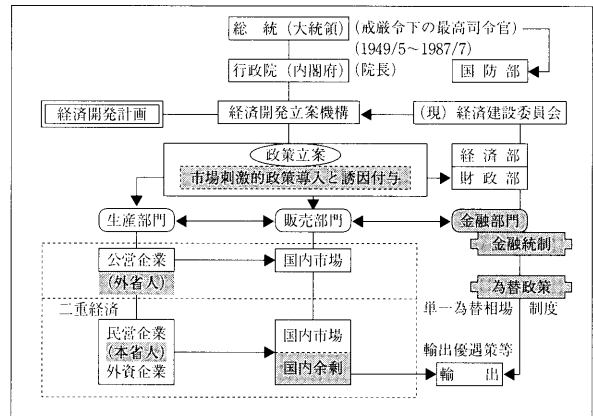 総 統（大統領）（戒厳令下の最高司令官）
(1949/5～1987/7)
行政院（内閣府）（院長）
国 防 部
経済開発計画
経済開発立案機構
（現）経済建設委員会
政策立案
市場刺激的政策導入と誘因付与
経 済 部
財 政 部
生産部門
販売部門
金融部門
金融統制
公営企業
（外省人）
国内市場
為替政策
二重経済
単一為替相場 制度
民営企業
（本省人）
外資企業
国内市場
国内余剰
輸出優遇策等
輸 出